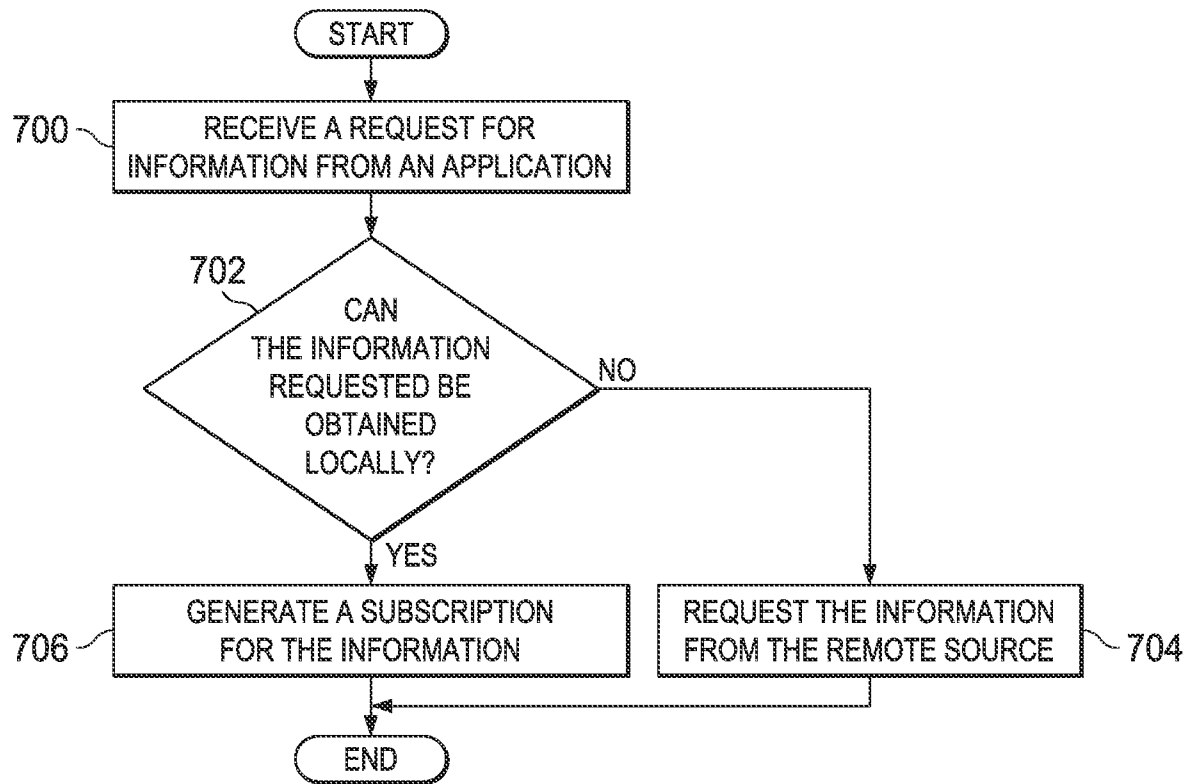 START
700
RECEIVE A REQUEST FOR
INFORMATION FROM AN APPLICATION
702
CAN
THE INFORMATION
REQUESTED BE
OBTAINED
LOCALLY?
NO
YES
706
GENERATE A SUBSCRIPTION
FOR THE INFORMATION
REQUEST THE INFORMATION
FROM THE REMOTE SOURCE
704
END